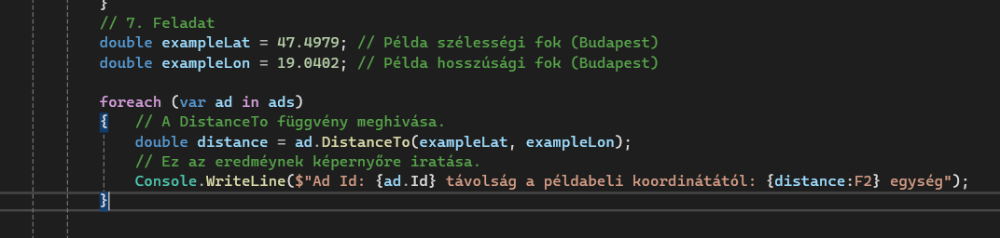 }
// 7. Feladat
double exampleLat = 47.4979; // Példa szélességi fok (Budapest)
double exampleLon = 19.0402; // Példa hosszúsági fok (Budapest)
foreach (var ad in ads)
{   // A DistanceTo függvény meghivása.
double distance = ad.DistanceTo(exampleLat, exampleLon);
// Ez az eredméynek képernyőre iratása.
Console.WriteLine($"Ad Id: {ad.Id} távolság a példabeli koordinátától: {distance:F2} egység");
}